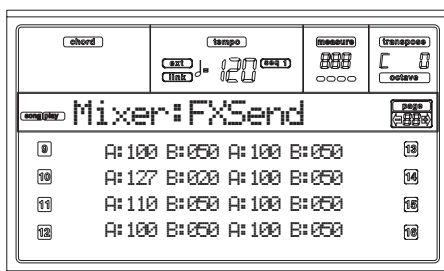 chord tempo measure transpose
ext link ♩= 120 seq 1 888 [ 0
octave
song play Mixer:FXSend page 88
9 A:100 B:050 A:100 B:050 13
10 A:127 B:020 A:100 B:050 14
11 A:110 B:050 A:100 B:050 15
12 A:100 B:050 A:100 B:050 16